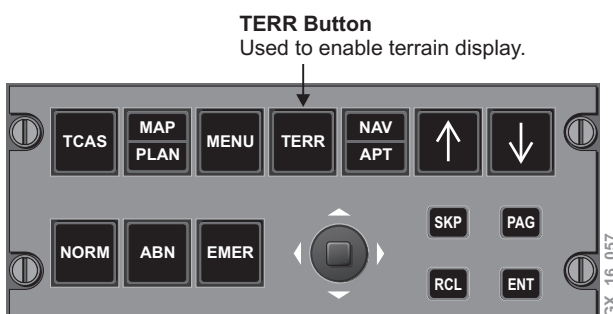 TERR Button
Used to enable terrain display.
TCAS
MAP
PLAN
MENU
TERR
NAV
APT
NORM
ABN
EMER
SKP
PAG
RCL
ENT
GX_16_057